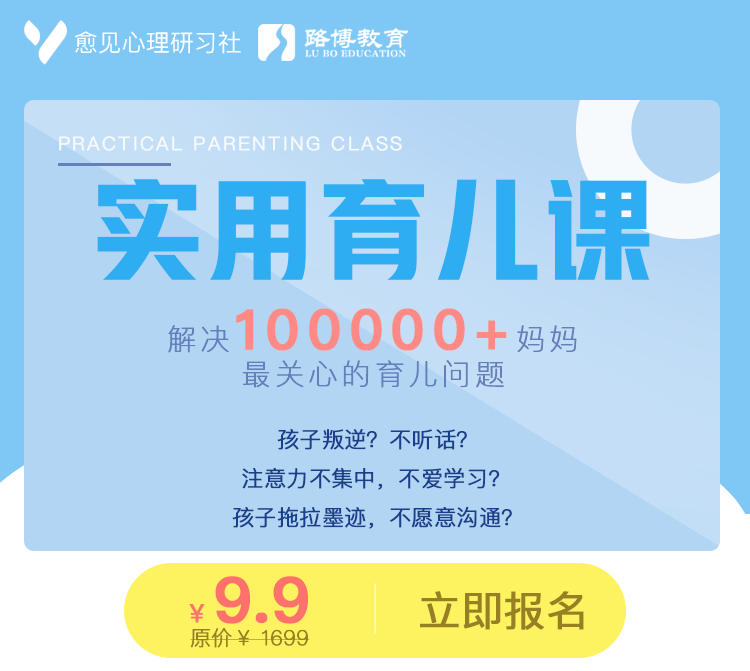 愈见心理研习社 路博教育
LU BO EDUCATION
PRACTICAL PARENTING CLASS
实用育儿课
解决100000+妈妈
最关心的育儿问题
孩子叛逆？不听话？
注意力不集中，不爱学习？
孩子拖拉墨迹，不愿意沟通？
¥9.9 立即报名
原价¥ 1699